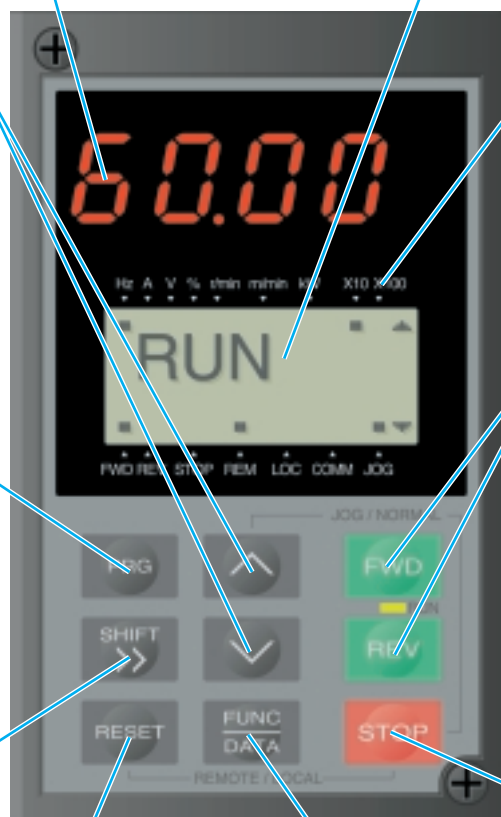 60.00
Hz A V % r/min m/min kW X10 X100
RUN
FWD REV STOP REM LOC COMM JOG
JOG / NORMAL
PRG FWD
RUN
SHIFT REV
RESET FUNC DATA STOP
REMOTE / LOCAL